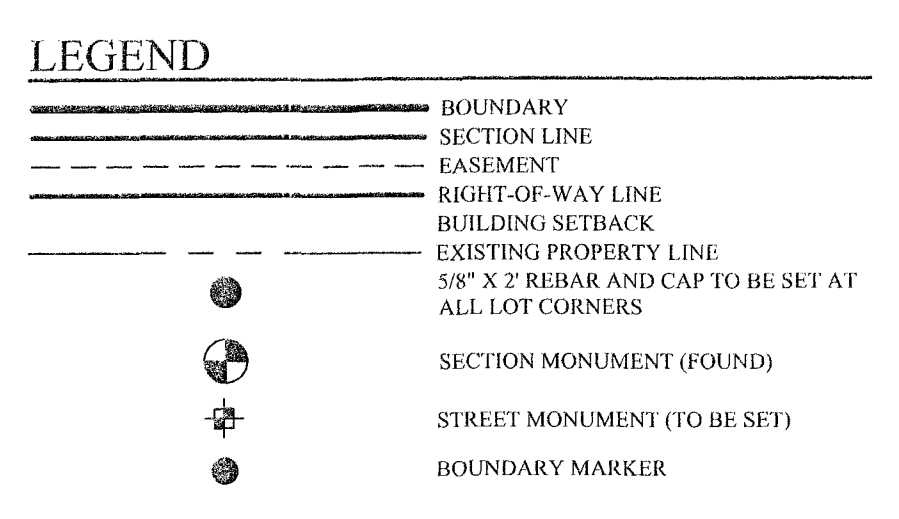 LEGEND
BOUNDARY
SECTION LINE
EASEMENT
RIGHT-OF-WAY LINE
BUILDING SETBACK
EXISTING PROPERTY LINE
5/8" X 2' REBAR AND CAP TO BE SET AT
ALL LOT CORNERS
SECTION MONUMENT (FOUND)
STREET MONUMENT (TO BE SET)
BOUNDARY MARKER